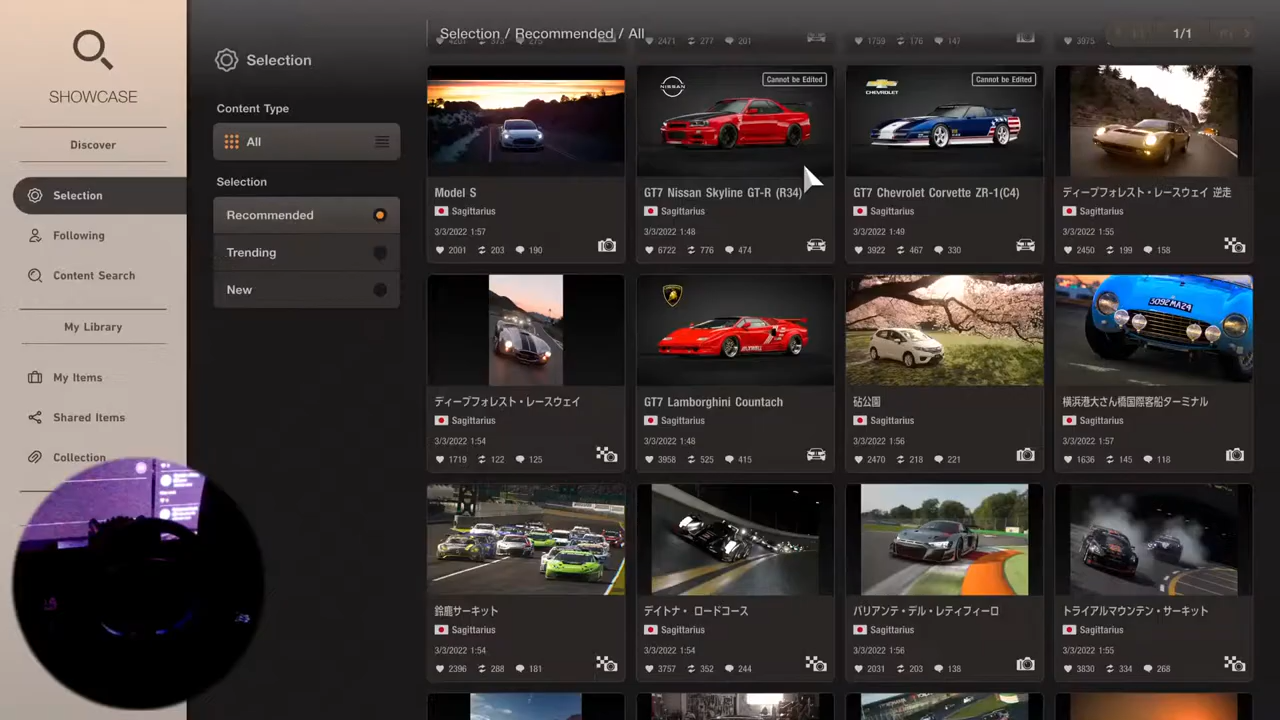 SHOWCASE
Discover
Selection
Following
Content Search
My Library
My Items
Shared Items
Collection
Selection
Content Type
All
Selection
Recommended
Trending
New
Selection / Recommended / All
1/1
373 275
2471 277 201
1759 176 147
3975
Model S
Sagittarius
3/3/2022 1:57
2001 203 190
NISSAN
Cannot be Edited
GT7 Nissan Skyline GT-R (R34)
Sagittarius
3/3/2022 1:48
6722 776 474
CHEVROLET
Cannot be Edited
GT7 Chevrolet Corvette ZR-1(C4)
Sagittarius
3/3/2022 1:49
3922 467 330
ディープフォレスト・レースウェイ 逆走
Sagittarius
3/3/2022 1:55
2450 199 158
ディープフォレスト・レースウェイ
Sagittarius
3/3/2022 1:54
1719 122 125
GT7 Lamborghini Countach
Sagittarius
3/3/2022 1:48
3958 525 415
砧公園
Sagittarius
3/3/2022 1:56
2470 218 221
横浜港大さん橋国際客船ターミナル
Sagittarius
3/3/2022 1:57
1636 145 118
鈴鹿サーキット
Sagittarius
3/3/2022 1:54
2396 288 181
デイトナ・ ロードコース
Sagittarius
3/3/2022 1:54
3757 352 244
バリアンテ・デル・レティフィーロ
Sagittarius
3/3/2022 1:56
2031 203 138
トライアルマウンテン・サーキット
Sagittarius
3/3/2022 1:55
3830 334 268